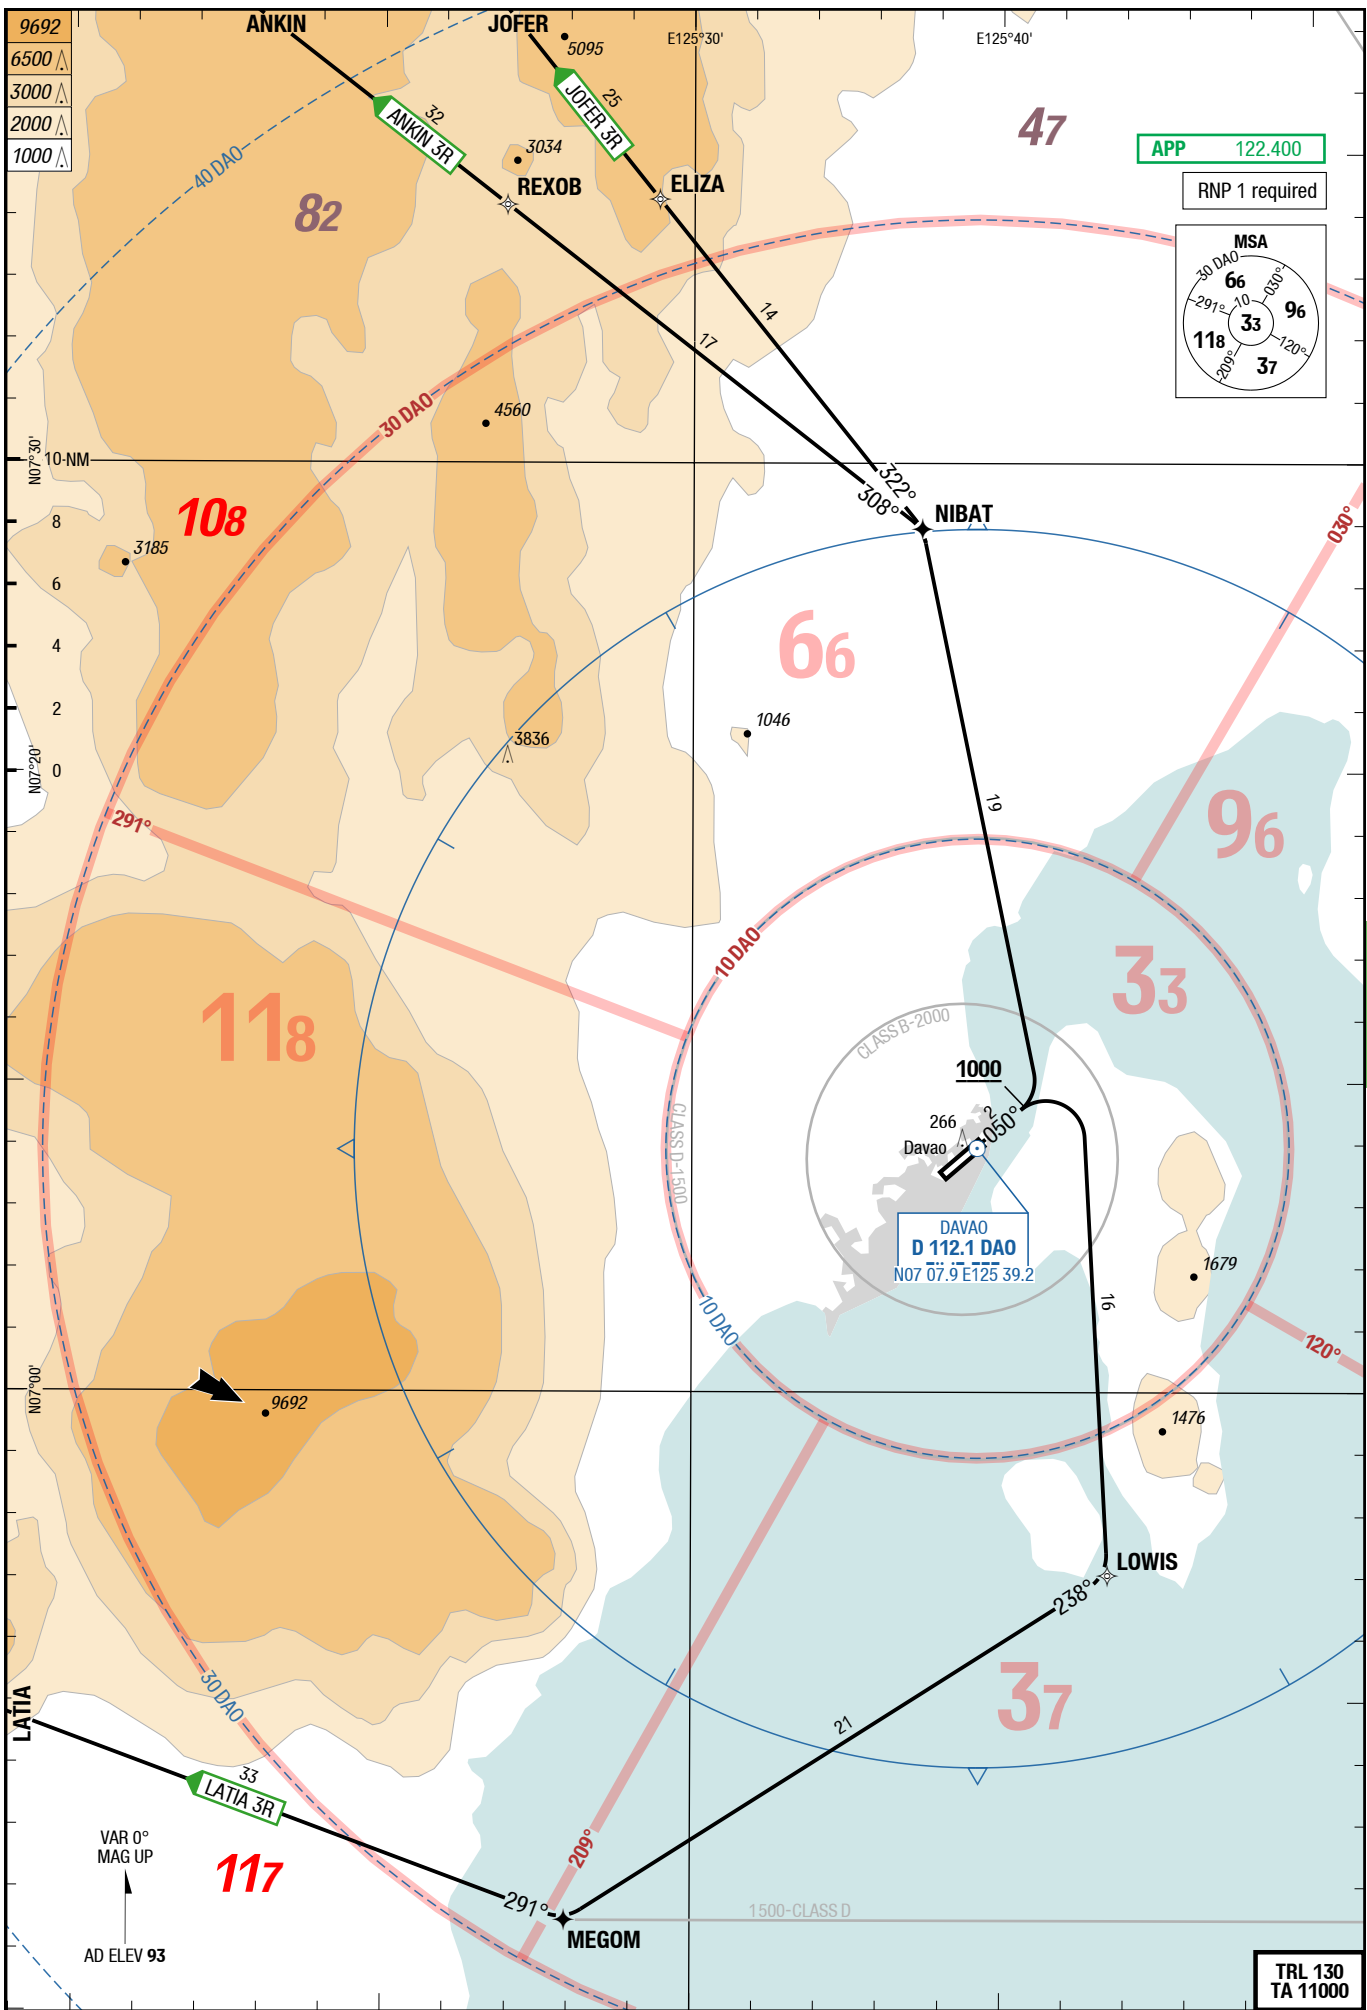 9692
6500
3000
2000
1000
ANKIN
JOFER
5095
E125°30'
E125°40'
47
APP 122.400
RNP 1 required
MSA
30 DAO
66
030°
291°
10
33
96
118
120°
209°
37
32
ANKIN 3R
25
JOFER 3R
3034
REXOB
ELIZA
40 DAO
82
14
17
30 DAO
4560
N07°30'
10 NM
8
6
4
2
0
N07°20'
108
3185
322°
308°
NIBAT
030°
66
1046
3836
19
291°
96
10 DAO
33
118
CLASS B-2000
1000
2
050°
266
Davao
CLASS D-1500
DAVAO
D 112.1 DAO
N07 07.9 E125 39.2
1679
10 DAO
16
120°
N07°00'
9692
1476
LOWIS
238°
37
30 DAO
LATIA
21
33
LATIA 3R
209°
VAR 0°
MAG UP
117
291°
1500-CLASS D
MEGOM
AD ELEV 93
TRL 130
TA 11000